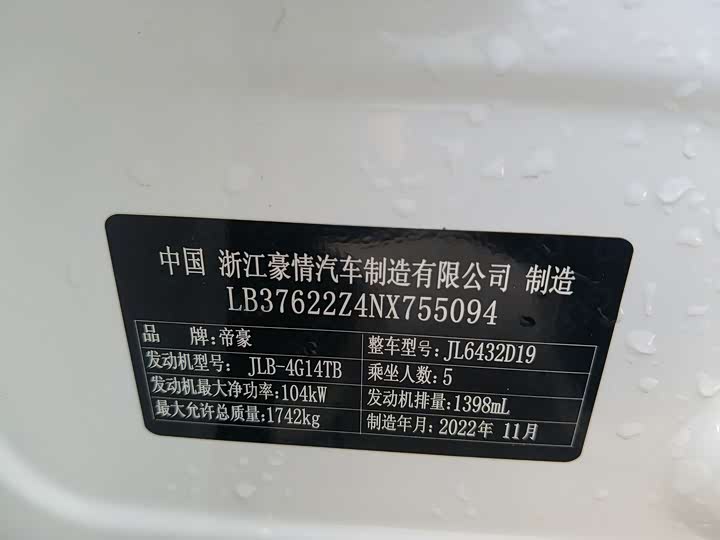 中国 浙江豪情汽车制造有限公司 制造
LB37622Z4NX755094
品 牌:帝豪 整车型号:JL6432D19
发动机型号: JLB-4G14TB 乘坐人数:5
发动机最大净功率:104kW 发动机排量:1398mL
最大允许总质量:1742kg 制造年月:2022年 11月